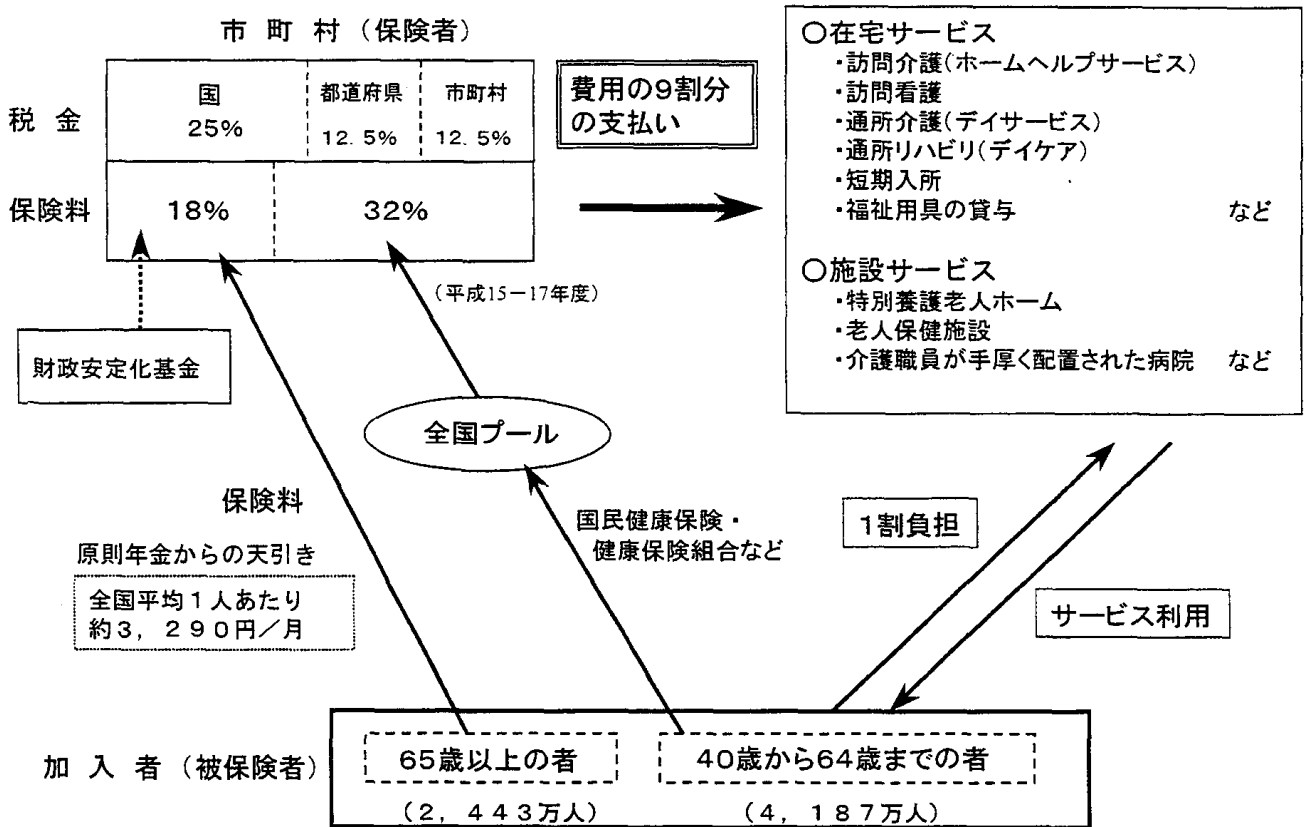 市町村（保険者）
税金
国
25%
都道府県
12.5%
市町村
12.5%
保険料
18%
32%
（平成15－17年度）
財政安定化基金
費用の9割分
の支払い
○在宅サービス
・訪問介護(ホームヘルプサービス)
・訪問看護
・通所介護(デイサービス)
・通所リハビリ(デイケア)
・短期入所
・福祉用具の貸与 など
○施設サービス
・特別養護老人ホーム
・老人保健施設
・介護職員が手厚く配置された病院 など
全国プール
保険料
原則年金からの天引き
全国平均1人あたり
約3,290円／月
国民健康保険・
健康保険組合など
1割負担
サービス利用
加入者（被保険者）
65歳以上の者
（2,443万人）
40歳から64歳までの者
（4,187万人）